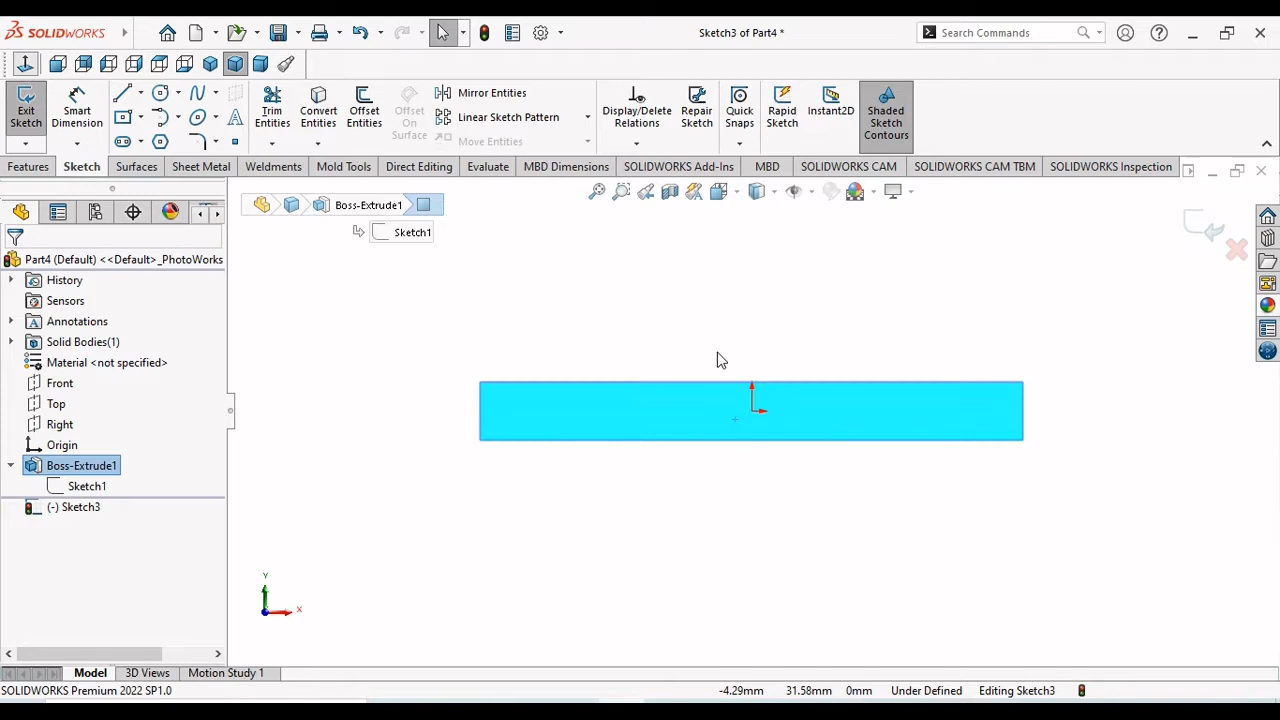 SOLIDWORKS
Sketch3 of Part4 *
Search Commands
Exit Sketch
Smart Dimension
Trim Entities
Convert Entities
Offset Entities
Offset On Surface
Mirror Entities
Linear Sketch Pattern
Move Entities
Display/Delete Relations
Repair Sketch
Quick Snaps
Rapid Sketch
Instant2D
Shaded Sketch Contours
Features Sketch Surfaces Sheet Metal Weldments Mold Tools Direct Editing Evaluate MBD Dimensions SOLIDWORKS Add-Ins MBD SOLIDWORKS CAM SOLIDWORKS CAM TBM SOLIDWORKS Inspection
Boss-Extrude1
Sketch1
Part4 (Default) <<Default>_PhotoWorks
History
Sensors
Annotations
Solid Bodies(1)
Material <not specified>
Front
Top
Right
Origin
Boss-Extrude1
Sketch1
(-) Sketch3
Y
X
Model 3D Views Motion Study 1
SOLIDWORKS Premium 2022 SP1.0 -4.29mm 31.58mm 0mm Under Defined Editing Sketch3